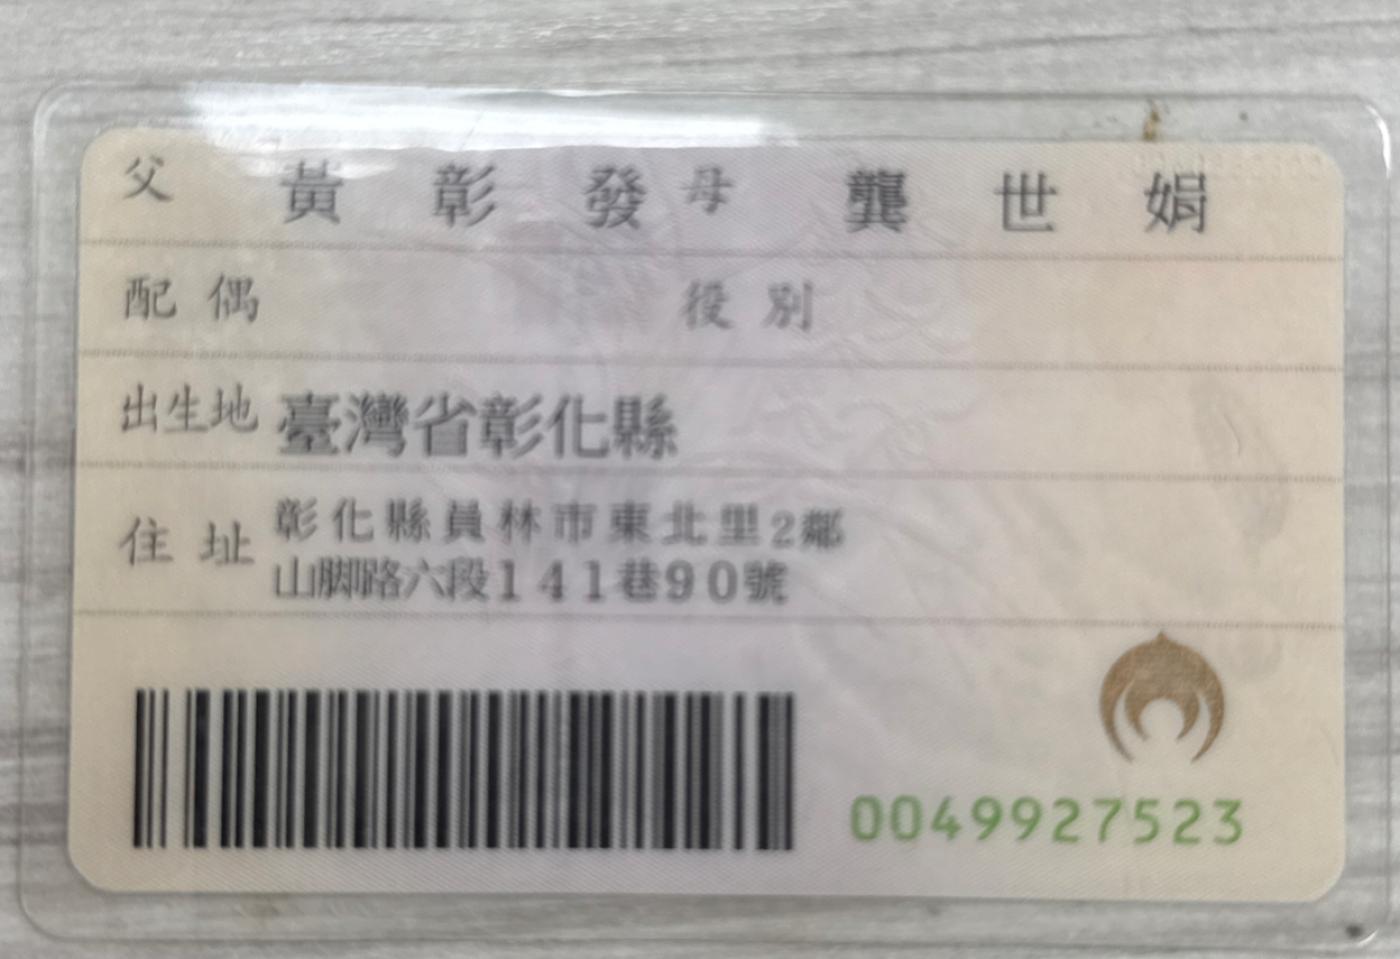 父 黃彰發 母 龔世娟
配偶 役別
出生地 臺灣省彰化縣
住址 彰化縣員林市東北里2鄰
山腳路六段141巷90號
0049927523